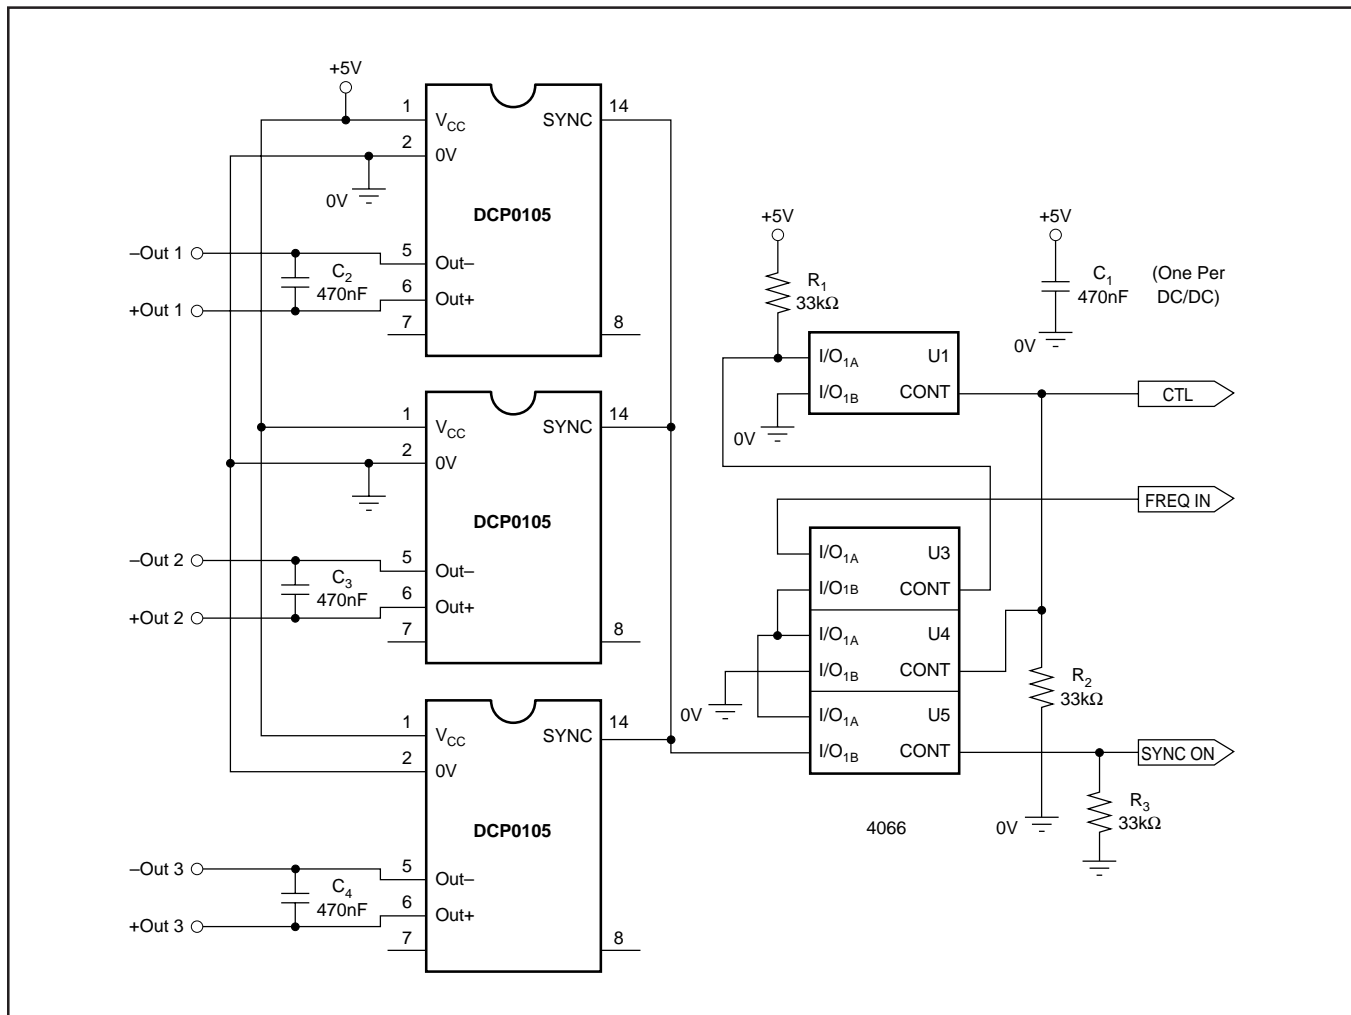 +5V
1
VCC
SYNC
14
2
0V
0V
DCP0105
–Out 1
C2
470nF
5
Out–
+Out 1
6
Out+
7
8
1
VCC
SYNC
14
2
0V
DCP0105
–Out 2
C3
470nF
5
Out–
+Out 2
6
Out+
7
8
1
VCC
SYNC
14
2
0V
DCP0105
–Out 3
C4
470nF
5
Out–
+Out 3
6
Out+
7
8
+5V
R1
33kΩ
+5V
C1
470nF
(One Per
DC/DC)
0V
I/O1A
U1
I/O1B
CONT
0V
CTL
FREQ IN
I/O1A
U3
I/O1B
CONT
I/O1A
U4
I/O1B
CONT
0V
I/O1A
U5
I/O1B
CONT
R2
33kΩ
SYNC ON
R3
33kΩ
0V
4066